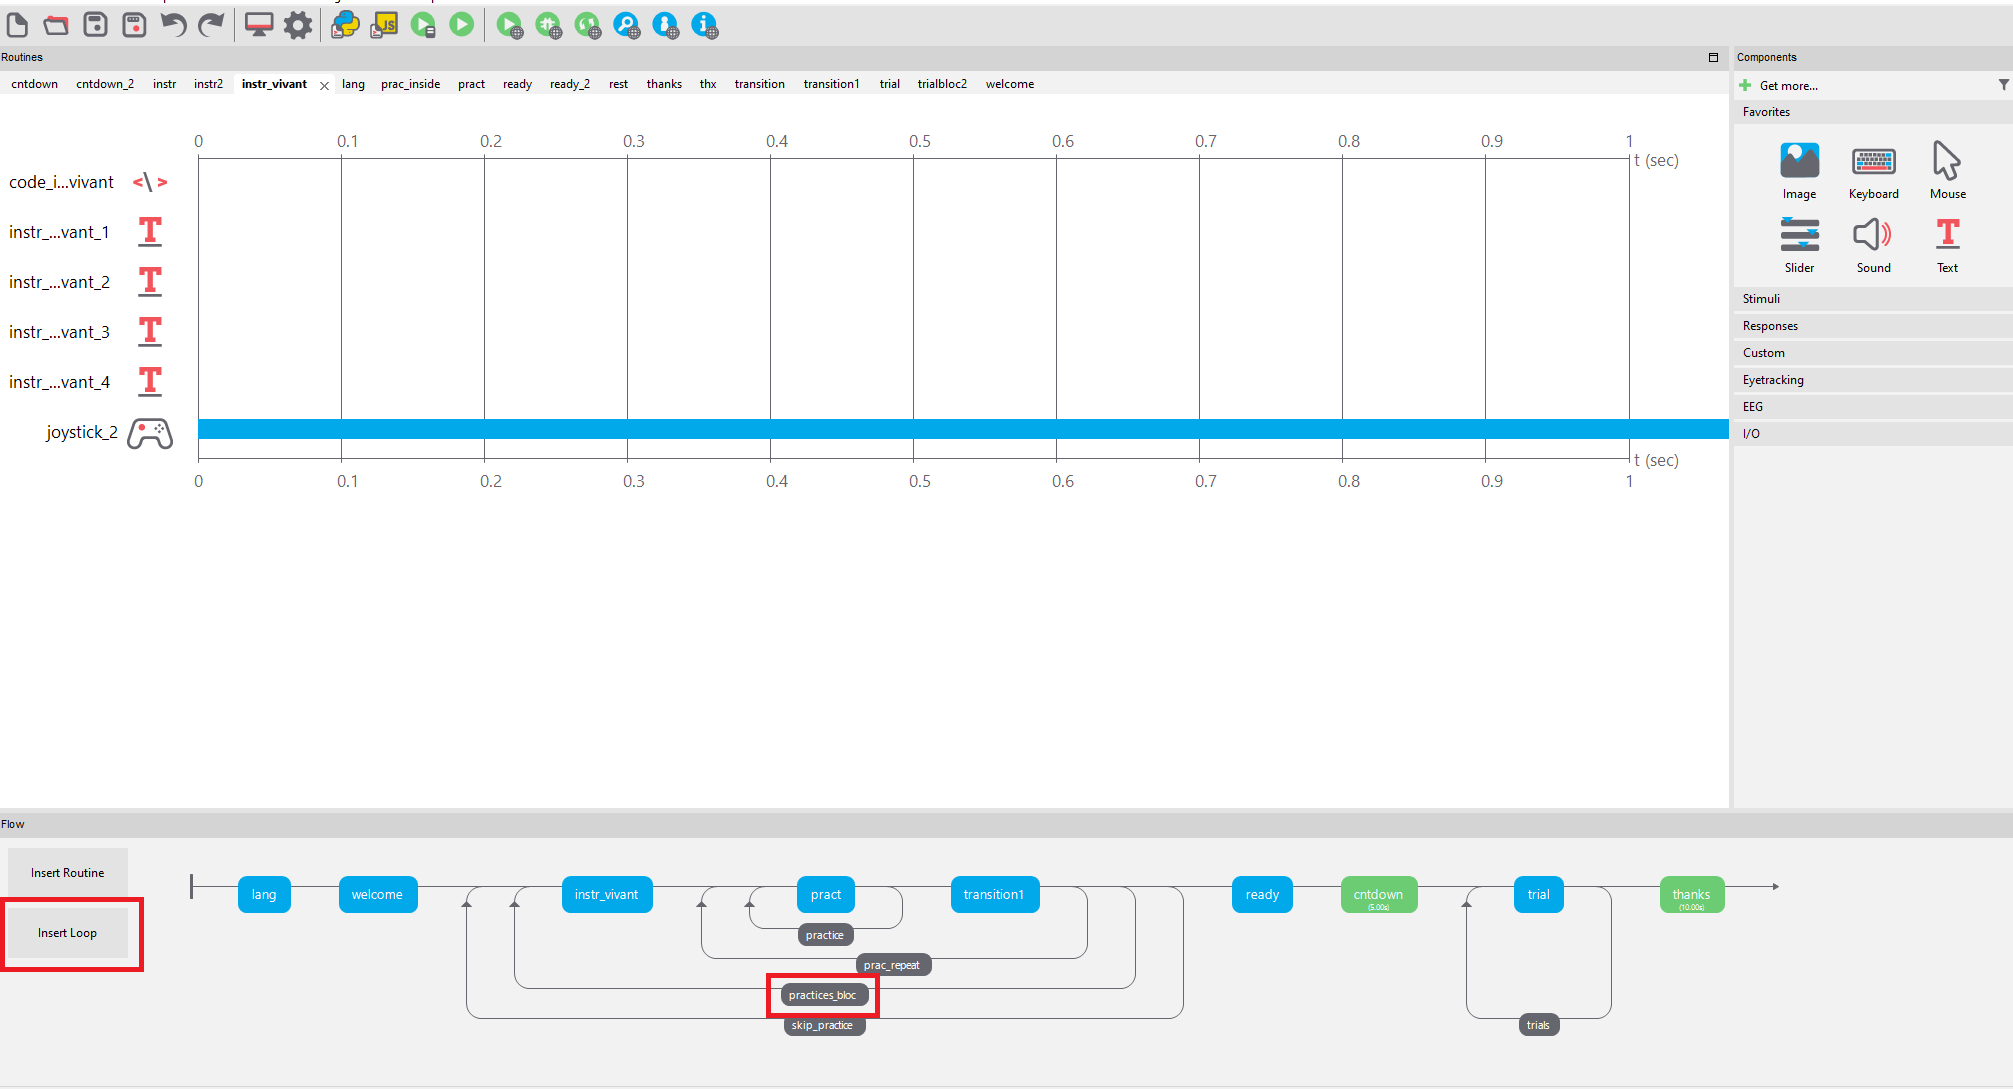 Routines
Components
cntdown cntdown_2 instr instr2 instr_vivant lang prac_inside pract ready ready_2 rest thanks thx transition transition1 trial trialbloc2 welcome
Get more...
Favorites
0 0.1 0.2 0.3 0.4 0.5 0.6 0.7 0.8 0.9 1
t (sec)
code_i...vivant
instr_...vant_1
instr_...vant_2
instr_...vant_3
instr_...vant_4
joystick_2
t (sec)
0 0.1 0.2 0.3 0.4 0.5 0.6 0.7 0.8 0.9 1
JS
Image Keyboard Mouse
Slider Sound Text
Stimuli
Responses
Custom
Eyetracking
EEG
I/O
Flow
Insert Routine
Insert Loop
lang welcome instr_vivant pract transition1 ready cntdown trial thanks
(5.00s) (10.00s)
practice
prac_repeat
practices_bloc
skip_practice
trials